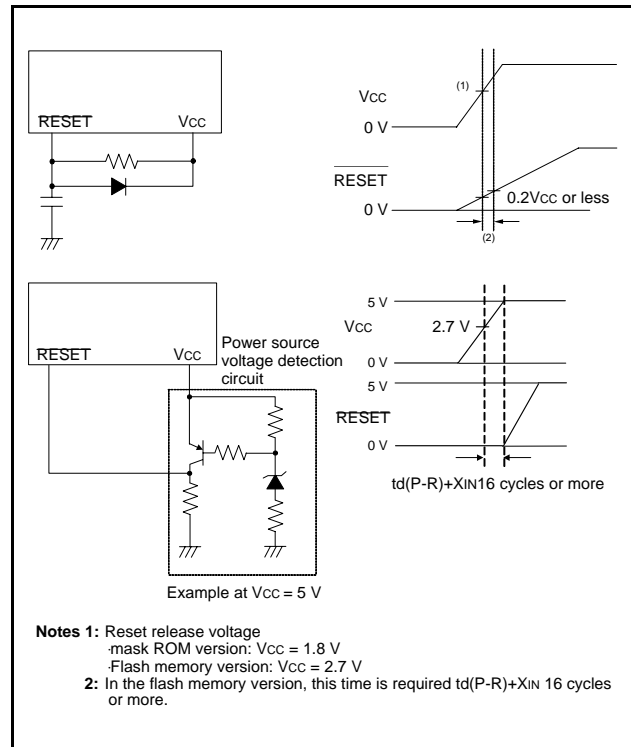 RESET VCC
(1)
VCC
0 V
RESET
0.2VCC or less
0 V
(2)
RESET VCC
Power source
voltage detection
circuit
5 V
VCC 2.7 V
0 V
5 V
RESET
0 V
td(P-R)+XIN16 cycles or more
Example at VCC = 5 V
Notes 1: Reset release voltage
·mask ROM version: VCC = 1.8 V
·Flash memory version: VCC = 2.7 V
2: In the flash memory version, this time is required td(P-R)+XIN 16 cycles
or more.